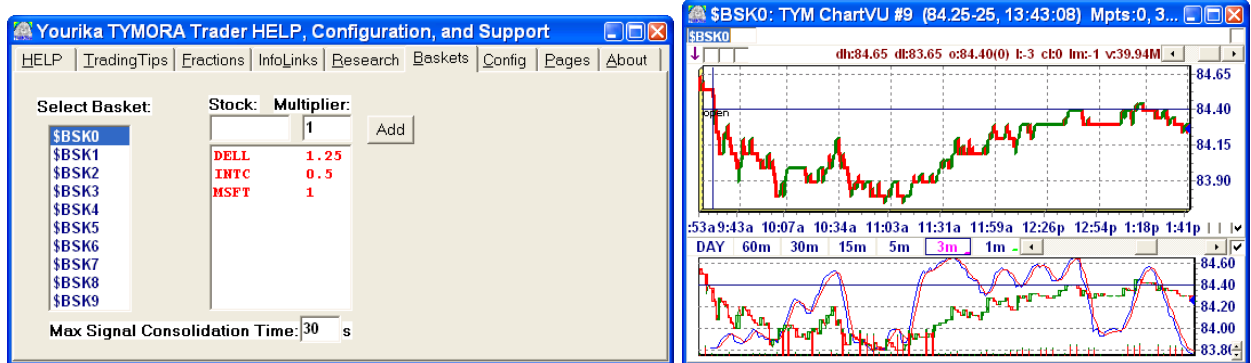 Yourika TYMORA Trader HELP, Configuration, and Support
HELP TradingTips Fractions InfoLinks Research Baskets Config Pages About
Select Basket: Stock: Multiplier:
1 Add
$BSK0
$BSK1
$BSK2
$BSK3
$BSK4
$BSK5
$BSK6
$BSK7
$BSK8
$BSK9
DELL 1.25
INTC 0.5
MSFT 1
Max Signal Consolidation Time: 30 s
$BSK0: TYM ChartVU #9 (84.25-25, 13:43:08) Mpts:0, 3...
$BSK0
dh:84.65 dl:83.65 o:84.40(0) l:-3 cl:0 lm:-1 v:39.94M
84.65
open
84.40
84.15
83.90
:53a 9:43a 10:07a 10:34a 11:03a 11:31a 11:59a 12:26p 12:54p 1:18p 1:41p
DAY 60m 30m 15m 5m 3m 1m
84.60
84.40
84.20
84.00
83.80